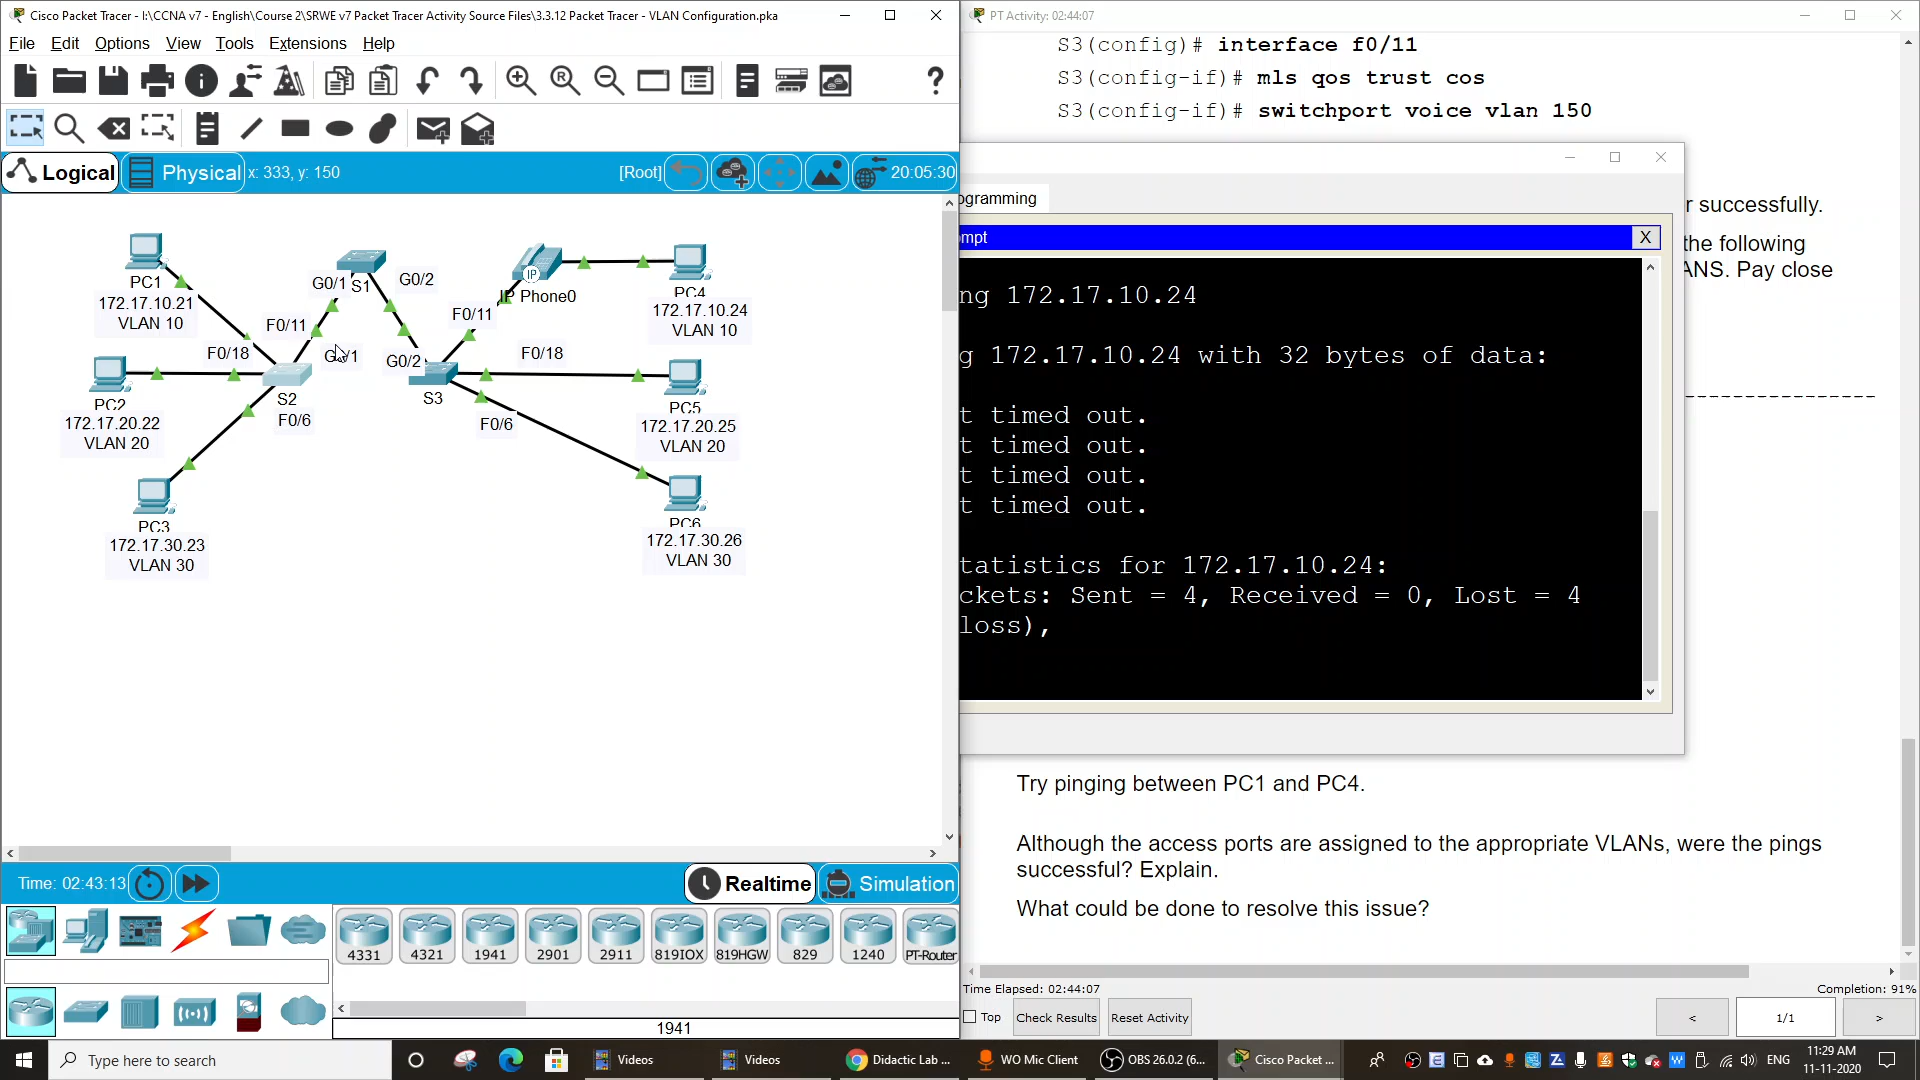 Cisco Packet Tracer - I:\CCNA v7 - English\Course 2\SRWE v7 Packet Tracer Activity Source Files\3.3.12 Packet Tracer - VLAN Configuration.pka
File Edit Options View Tools Extensions Help
Logical
Physical
x: 333, y: 150
[Root]
20:05:30
PC1
172.17.10.21
VLAN 10
G0/1
S1
G0/2
IP
IP Phone0
PC4
172.17.10.24
VLAN 10
F0/11
F0/11
F0/18
G0/1
G0/2
F0/18
PC2
172.17.20.22
VLAN 20
S2
F0/6
S3
F0/6
PC5
172.17.20.25
VLAN 20
PC3
172.17.30.23
VLAN 30
PC6
172.17.30.26
VLAN 30
Time: 02:43:13
Realtime
Simulation
4331
4321
1941
2901
2911
819IOX
819HGW
829
1240
PT-Router
1941
PT Activity: 02:44:07
S3(config)# interface f0/11
S3(config-if)# mls qos trust cos
S3(config-if)# switchport voice vlan 150
r successfully.
the following
ANS. Pay close
ogramming
mpt
X
ng 172.17.10.24
g 172.17.10.24 with 32 bytes of data:
t timed out.
t timed out.
t timed out.
t timed out.
tatistics for 172.17.10.24:
ckets: Sent = 4, Received = 0, Lost = 4
loss),
----------------
Try pinging between PC1 and PC4.
Although the access ports are assigned to the appropriate VLANs, were the pings
successful? Explain.
What could be done to resolve this issue?
Time Elapsed: 02:44:07
Completion: 91%
Top
Check Results
Reset Activity
<
1/1
>
Type here to search
Videos
Videos
Didactic Lab ...
WO Mic Client
OBS 26.0.2 (6...
Cisco Packet ...
ENG
11:29 AM
11-11-2020